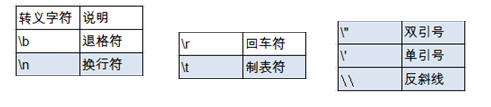 转义字符 说明
\b 退格符
\n 换行符
\r 回车符
\t 制表符
\" 双引号
\' 单引号
\\ 反斜线